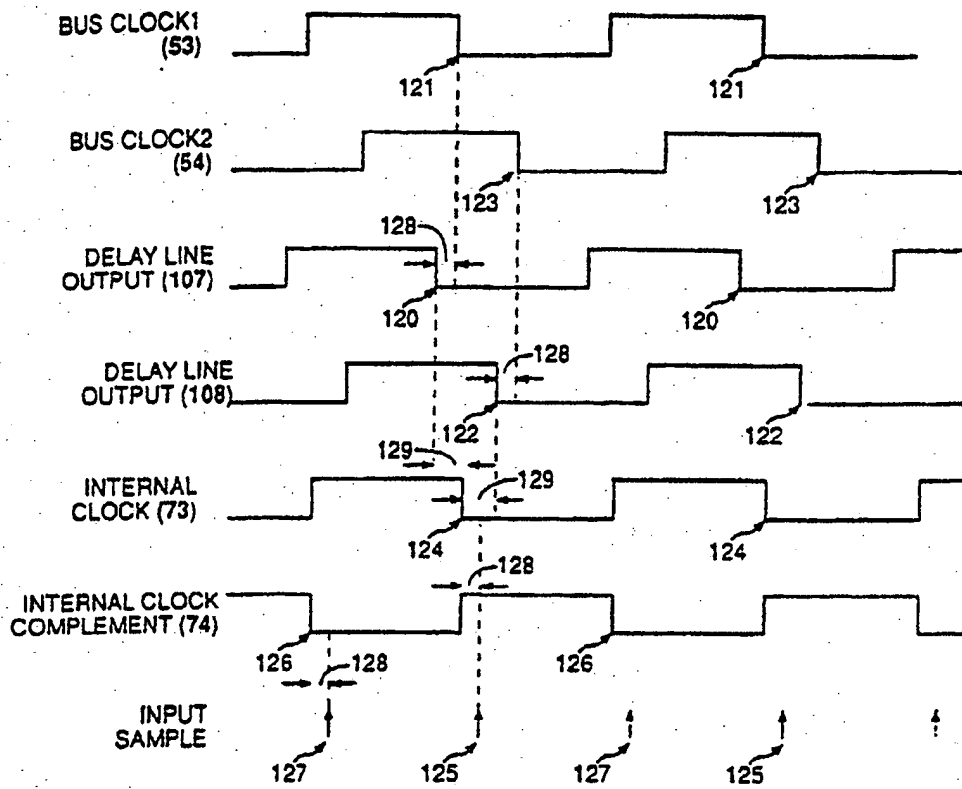 BUS CLOCK1
(53)
121
121
BUS CLOCK2
(54)
123
123
128
DELAY LINE
OUTPUT (107)
120
120
128
DELAY LINE
OUTPUT (108)
122
122
129
129
INTERNAL
CLOCK (73)
124
124
128
INTERNAL CLOCK
COMPLEMENT (74)
126
128
126
INPUT
SAMPLE
127
125
127
125